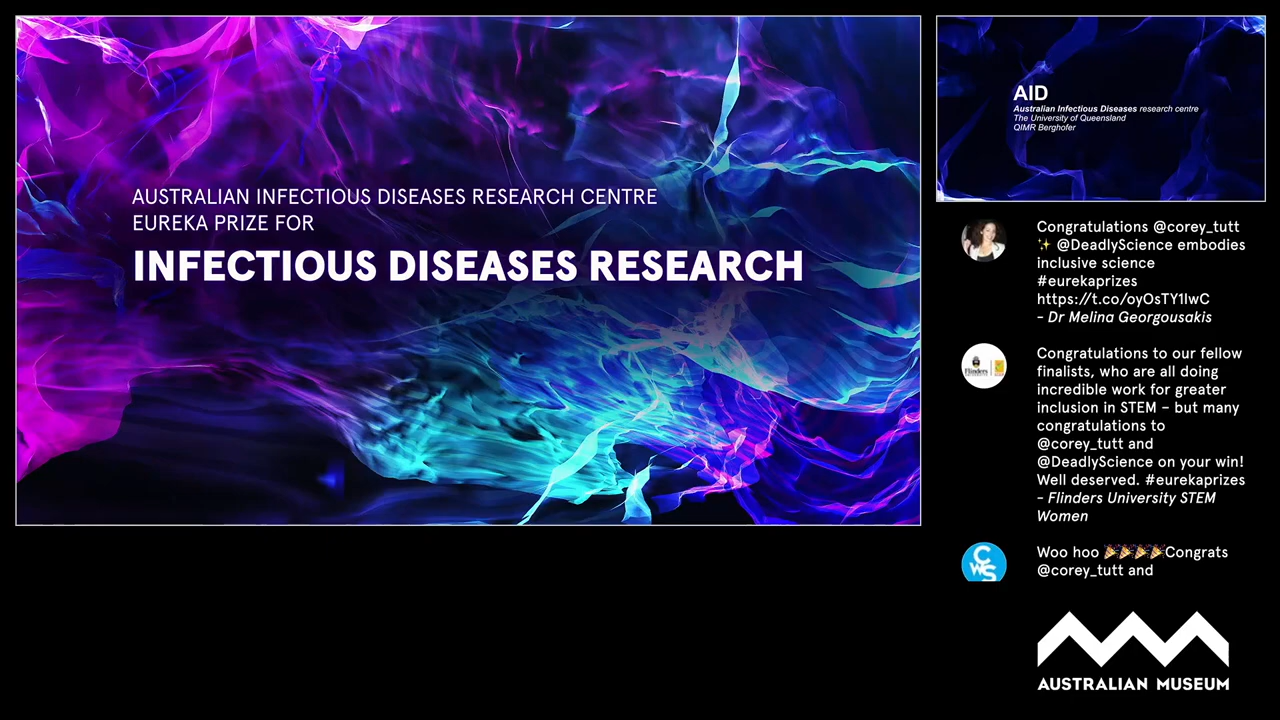 AUSTRALIAN INFECTIOUS DISEASES RESEARCH CENTRE
EUREKA PRIZE FOR
INFECTIOUS DISEASES RESEARCH
AID
Australian Infectious Diseases research centre
The University of Queensland
QIMR Berghofer
Congratulations @corey_tutt
✨ @DeadlyScience embodies
inclusive science
#eurekaprizes
https://t.co/oyOsTY1IwC
- Dr Melina Georgousakis
Flinders
Congratulations to our fellow
finalists, who are all doing
incredible work for greater
inclusion in STEM – but many
congratulations to
@corey_tutt and
@DeadlyScience on your win!
Well deserved. #eurekaprizes
- Flinders University STEM
Women
CWS
Woo hoo 🎉🎉🎉🎉Congrats
@corey_tutt and
AUSTRALIAN MUSEUM